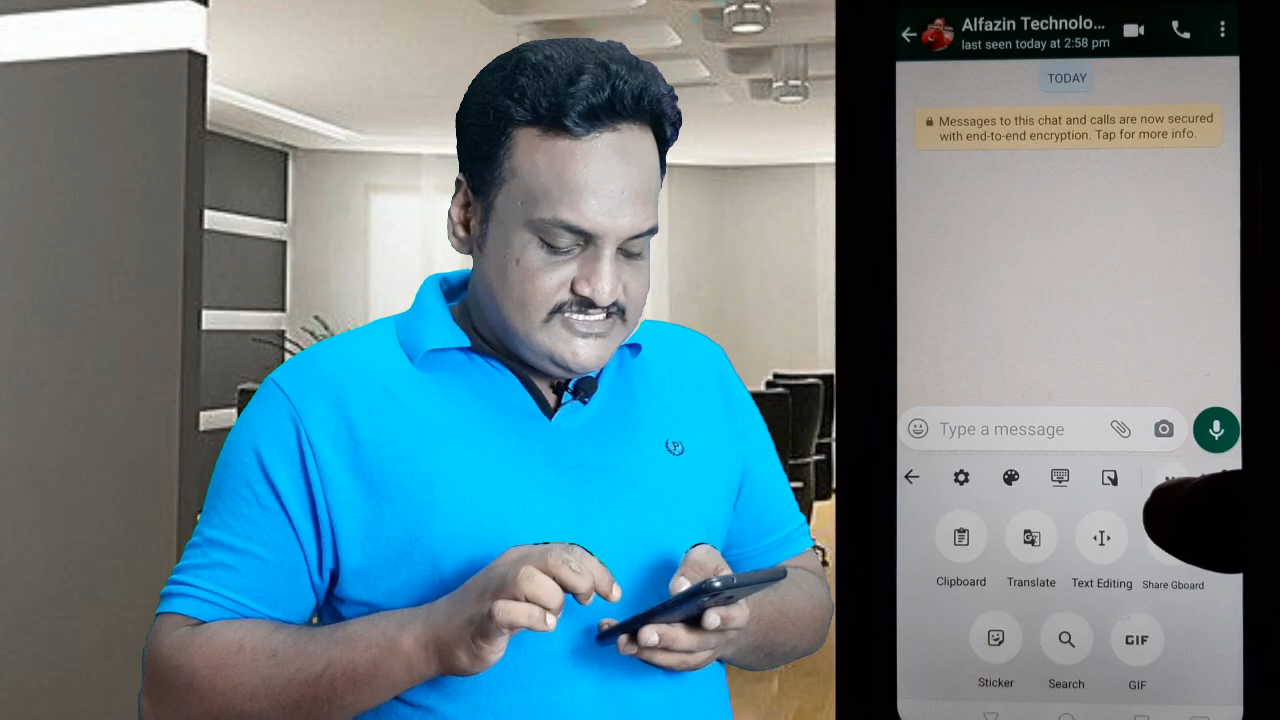 Alfazin Technolo...
last seen today at 2:58 pm
TODAY
Messages to this chat and calls are now secured
with end-to-end encryption. Tap for more info.
Type a message
Clipboard
Translate
Text Editing
Share Gboard
Sticker
Search
GIF
GIF
P